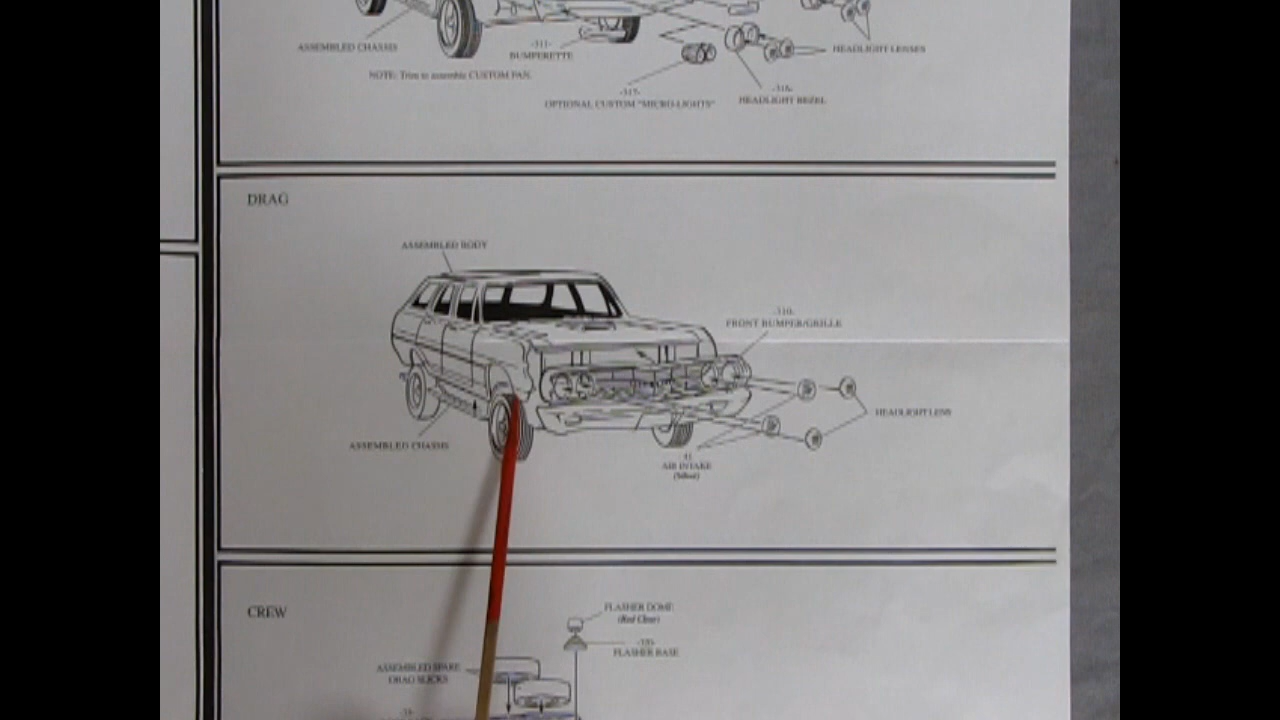 ASSEMBLED CHASSIS
-311-
BUMPERETTE
HEADLIGHT LENSES
NOTE: Trim to assemble CUSTOM PAN.
-317-
OPTIONAL CUSTOM "MICRO-LIGHTS"
HEADLIGHT BEZEL
DRAG
ASSEMBLED BODY
-310-
FRONT BUMPER/GRILLE
HEADLIGHT LENS
ASSEMBLED CHASSIS
AIR INTAKE
CREW
FLASHER DOME
(Red Clear)
FLASHER BASE
ASSEMBLED SPARE
DRAG SLICKS